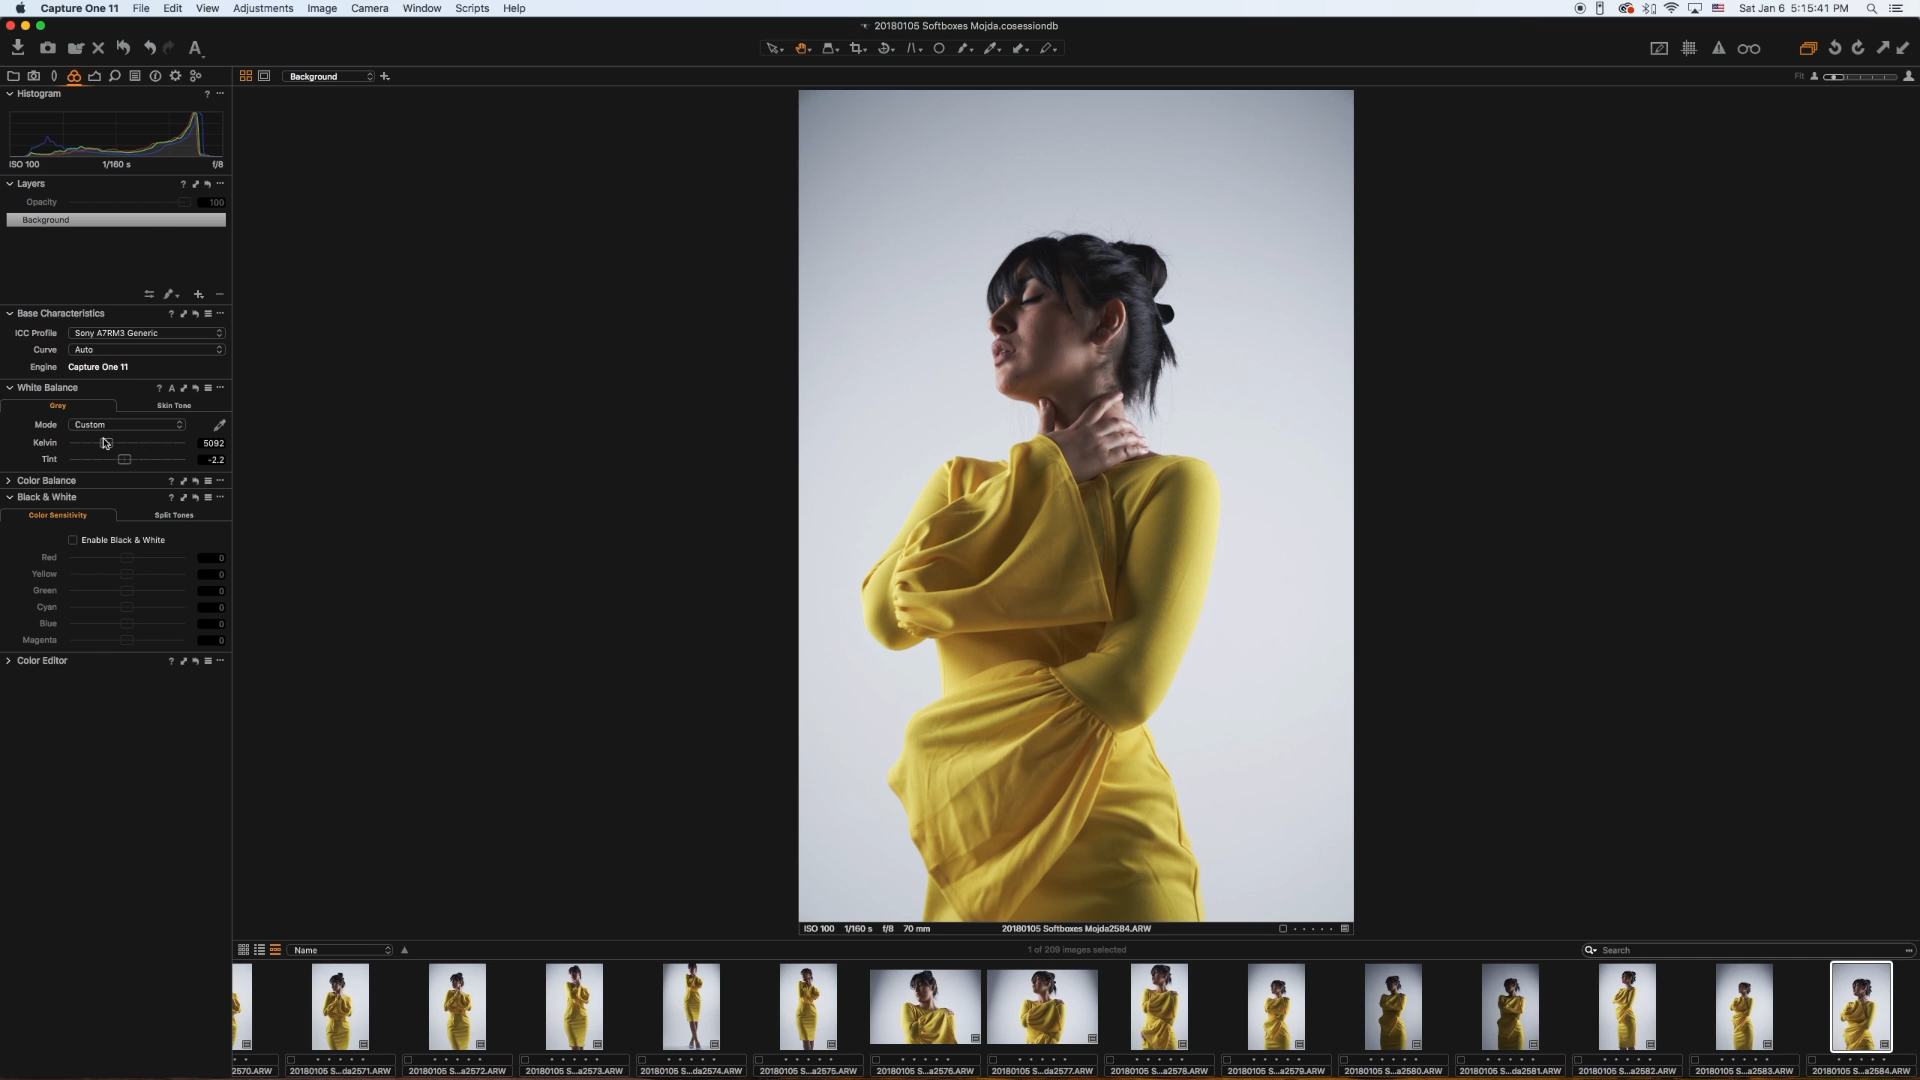 Capture One 11 File Edit View Adjustments Image Camera Window Scripts Help Sat Jan 6 5:15:41 PM
20180105 Softboxes Mojda.cosessiondb
Background
Fit
Histogram
ISO 100 1/160 s f/8
Layers
Opacity 100
Background
Base Characteristics
ICC Profile Sony A7RM3 Generic
Curve Auto
Engine Capture One 11
White Balance
Grey Skin Tone
Mode Custom
Kelvin 5092
Tint -2.2
Color Balance
Black & White
Color Sensitivity Split Tones
Enable Black & White
Red 0
Yellow 0
Green 0
Cyan 0
Blue 0
Magenta 0
Color Editor
ISO 100 1/160 s f/8 70 mm 20180105 Softboxes Mojda2584.ARW
Name 1 of 209 images selected Search
2570.ARW 20180105 S...da2571.ARW 20180105 S...a2572.ARW 20180105 S...a2573.ARW 20180105 S...da2574.ARW 20180105 S...a2575.ARW 20180105 S...a2576.ARW 20180105 S...da2577.ARW 20180105 S...a2578.ARW 20180105 S...a2579.ARW 20180105 S...a2580.ARW 20180105 S...da2581.ARW 20180105 S...a2582.ARW 20180105 S...a2583.ARW 20180105 S...a2584.ARW